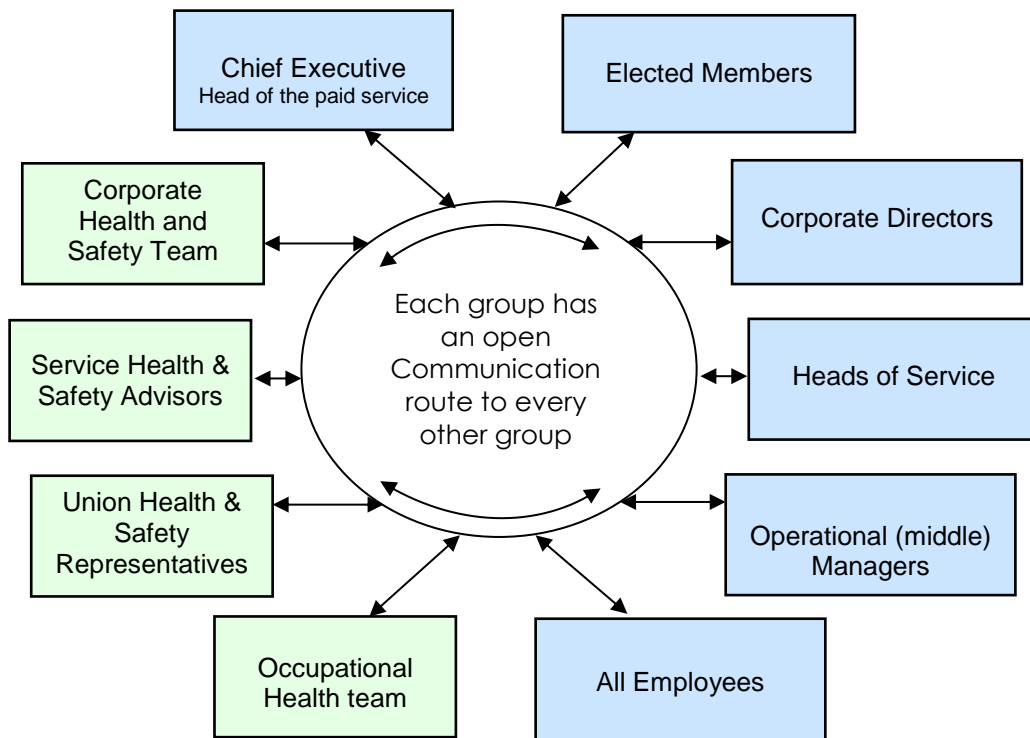 Chief Executive
Head of the paid service
Elected Members
Corporate
Health and
Safety Team
Corporate Directors
Each group has
an open
Communication
route to every
other group
Service Health &
Safety Advisors
Heads of Service
Union Health &
Safety
Representatives
Operational (middle)
Managers
Occupational
Health team
All Employees